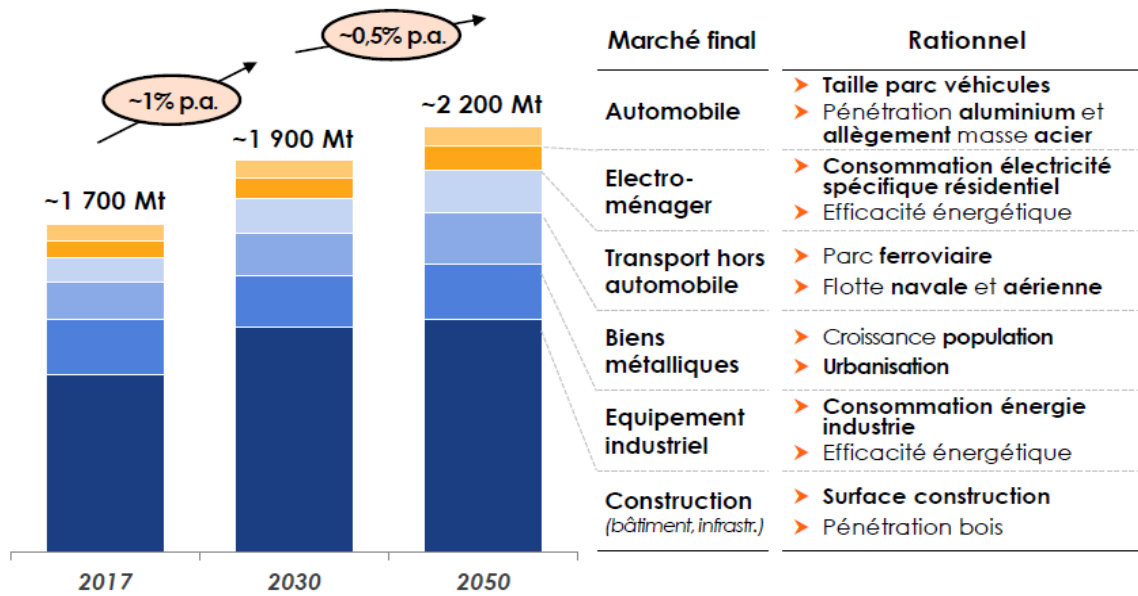 ~1% p.a.
~0,5% p.a.
~1 700 Mt
~1 900 Mt
~2 200 Mt
2017
2030
2050
Marché final
Rationnel
Automobile
Taille parc véhicules
Pénétration aluminium et
allègement masse acier
Electro-
ménager
Consommation électricité
spécifique résidentiel
Efficacité énergétique
Transport hors
automobile
Parc ferroviaire
Flotte navale et aérienne
Biens
métalliques
Croissance population
Urbanisation
Equipement
industriel
Consommation énergie
industrie
Efficacité énergétique
Construction
(bâtiment, infrastr.)
Surface construction
Pénétration bois